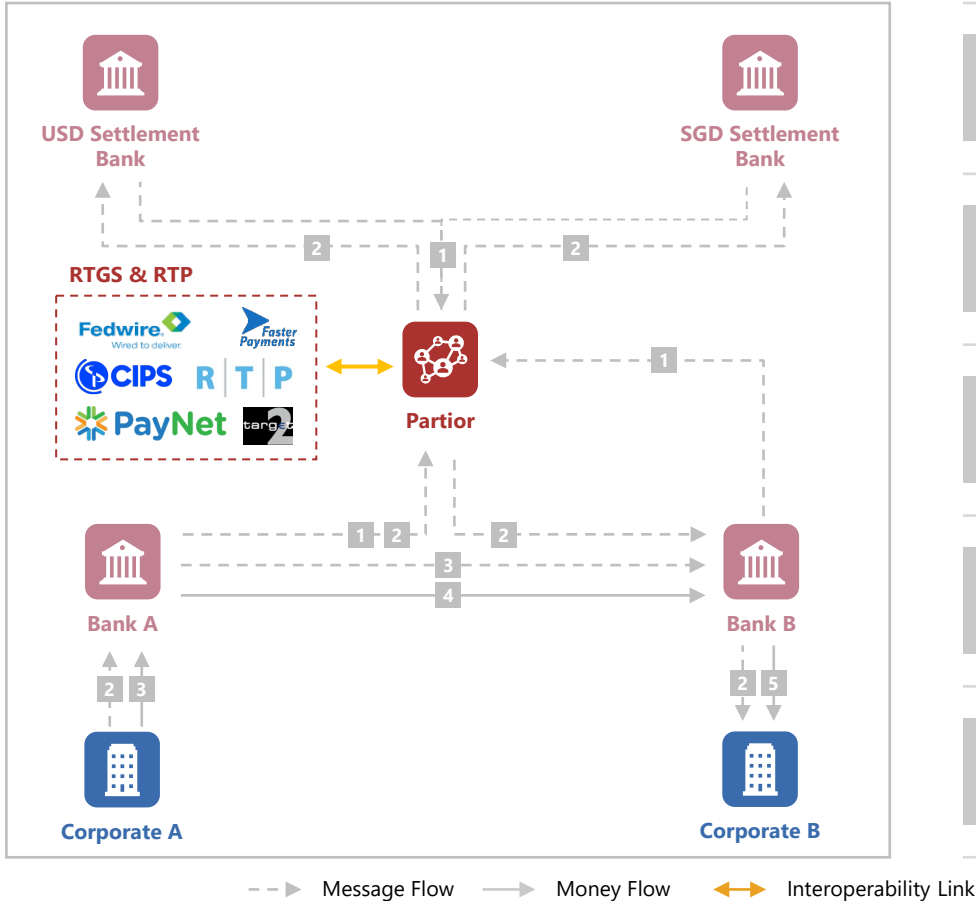 USD Settlement
Bank
SGD Settlement
Bank
2
1
2
RTGS & RTP
Fedwire
Wired to deliver.
Faster
Payments
CIPS
R|T|P
PayNet
target
2
1
Partior
1 2
2
3
4
Bank A
Bank B
2 3
2 5
Corporate A
Corporate B
Message Flow
Money Flow
Interoperability Link